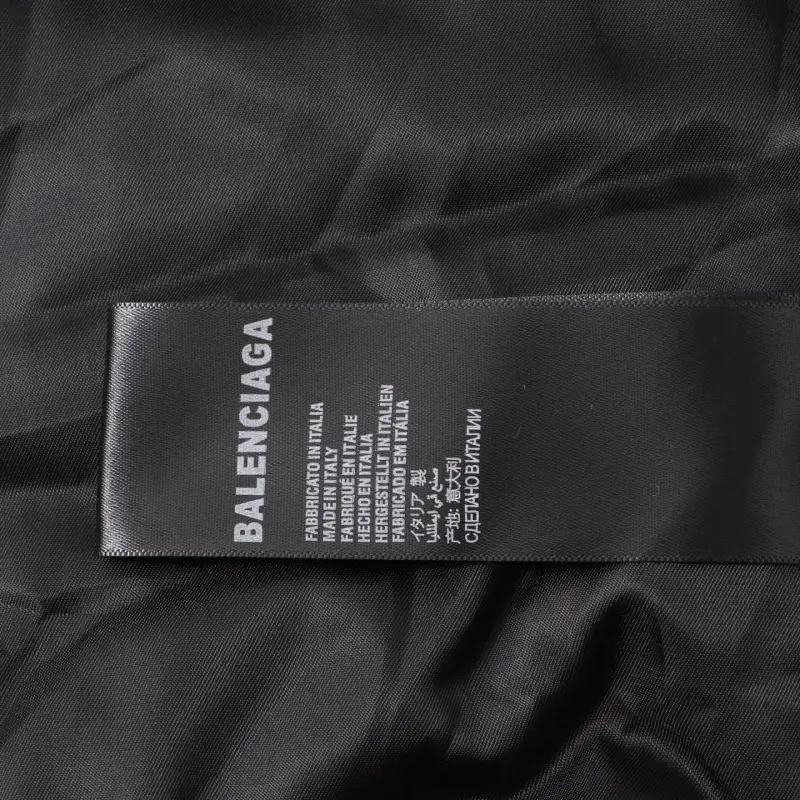 BALENCIAGA
FABBRICATO IN ITALIA
MADE IN ITALY
FABRIQUÉ EN ITALIE
HECHO EN ITALIA
HERGESTELLT IN ITALIEN
FABRICADO EM ITÁLIA
イタリア 製
صنع في إيطاليا
产地: 意大利
СДЕЛАНО В ИТАЛИИ